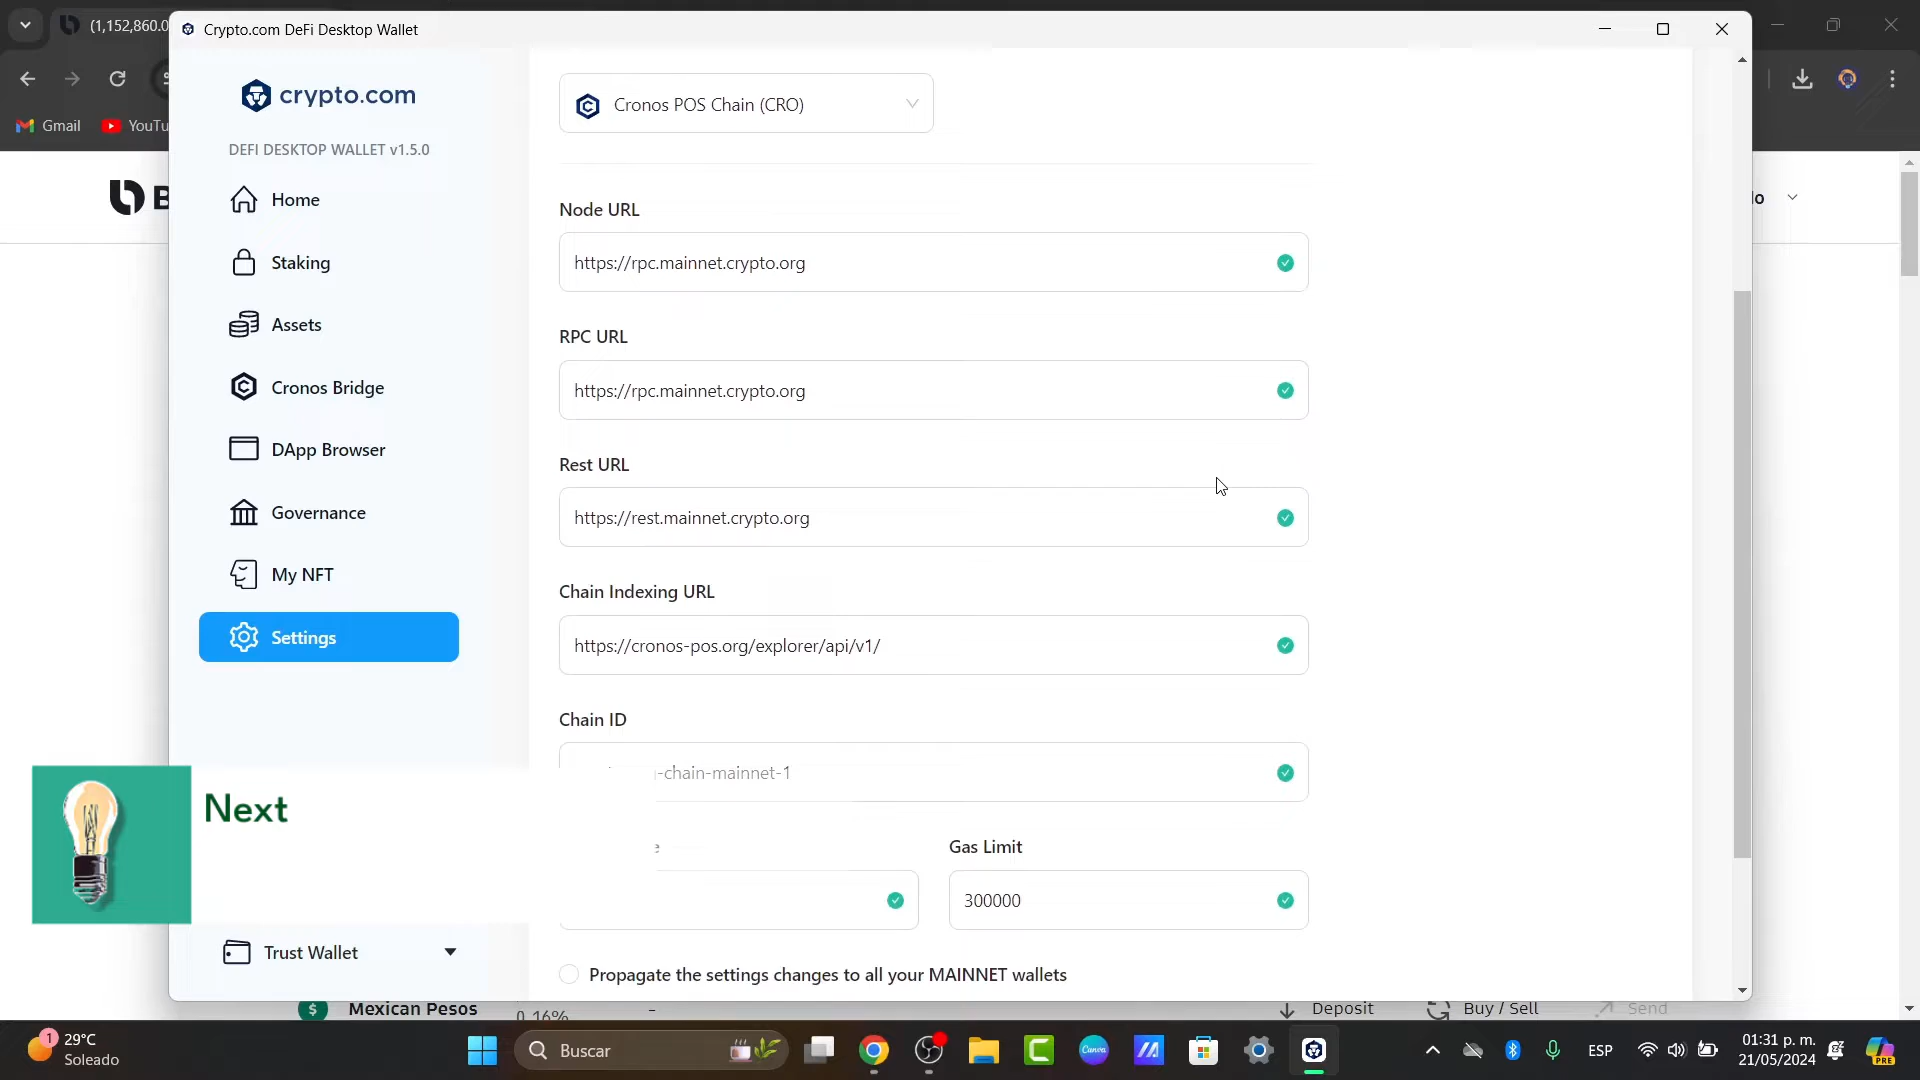 (1,152,860.0
Crypto.com DeFi Desktop Wallet
Gmail
YouTu
crypto.com
DEFI DESKTOP WALLET v1.5.0
Home
Staking
Assets
Cronos Bridge
DApp Browser
Governance
My NFT
Settings
Trust Wallet
Cronos POS Chain (CRO)
Node URL
https://rpc.mainnet.crypto.org
RPC URL
https://rpc.mainnet.crypto.org
Rest URL
https://rest.mainnet.crypto.org
Chain Indexing URL
https://cronos-pos.org/explorer/api/v1/
Chain ID
-chain-mainnet-1
Gas Limit
300000
Propagate the settings changes to all your MAINNET wallets
Next
Mexican Pesos
0.16%
Deposit
Buy / Sell
Send
1
29°C
Soleado
Buscar
Canva
ESP
01:31 p. m.
21/05/2024
PRE